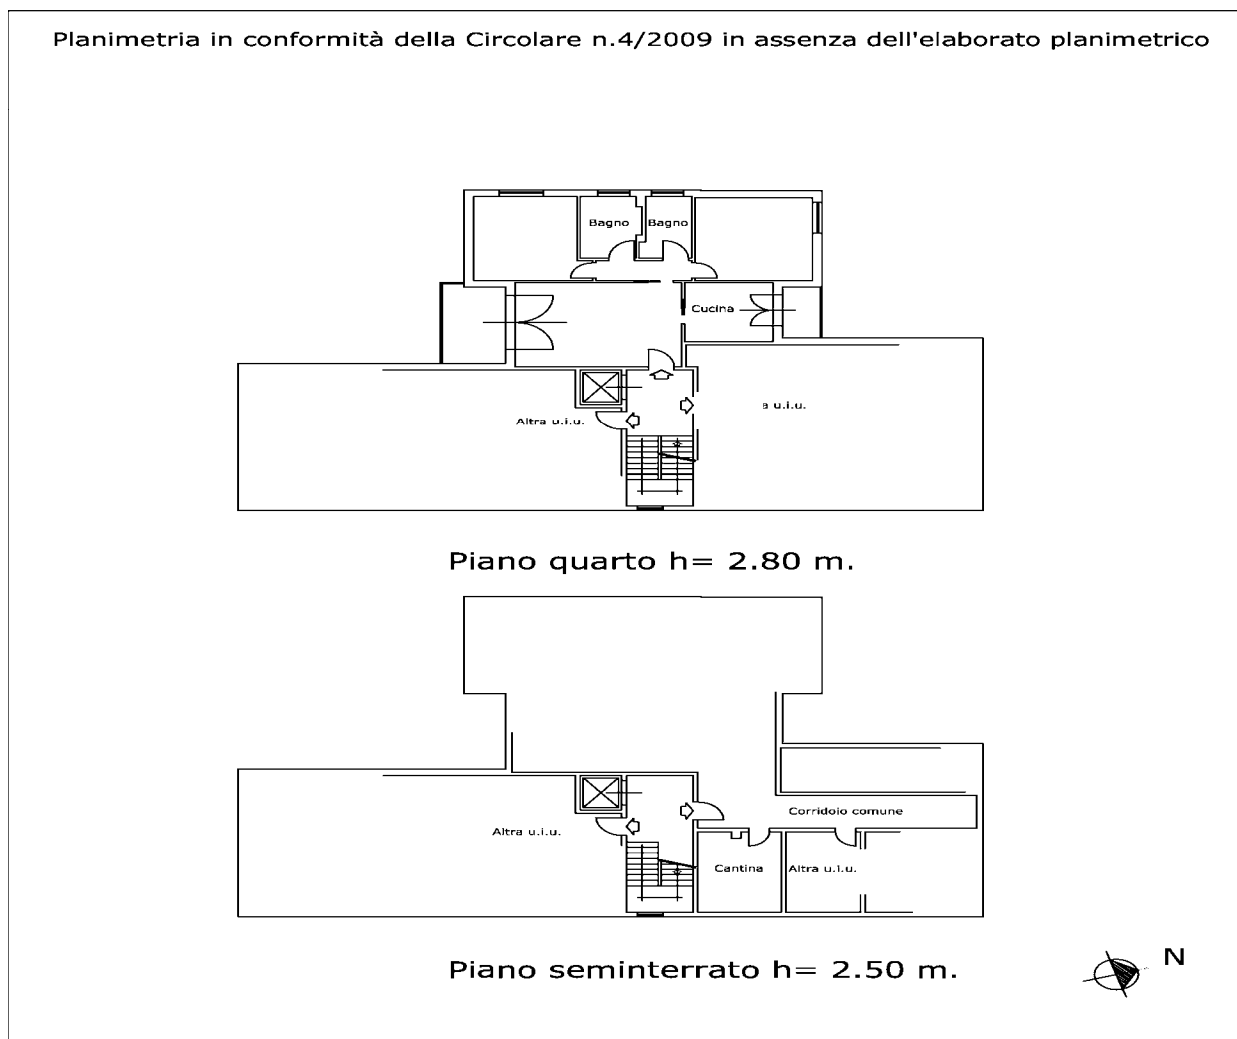 Planimetria in conformità della Circolare n.4/2009 in assenza dell'elaborato planimetrico
Bagno
Bagno
Cucina
Altra u.i.u.
a u.i.u.
Piano quarto h= 2.80 m.
Corridoio comune
Altra u.i.u.
Cantina
Altra u.i.u.
Piano seminterrato h= 2.50 m.
N